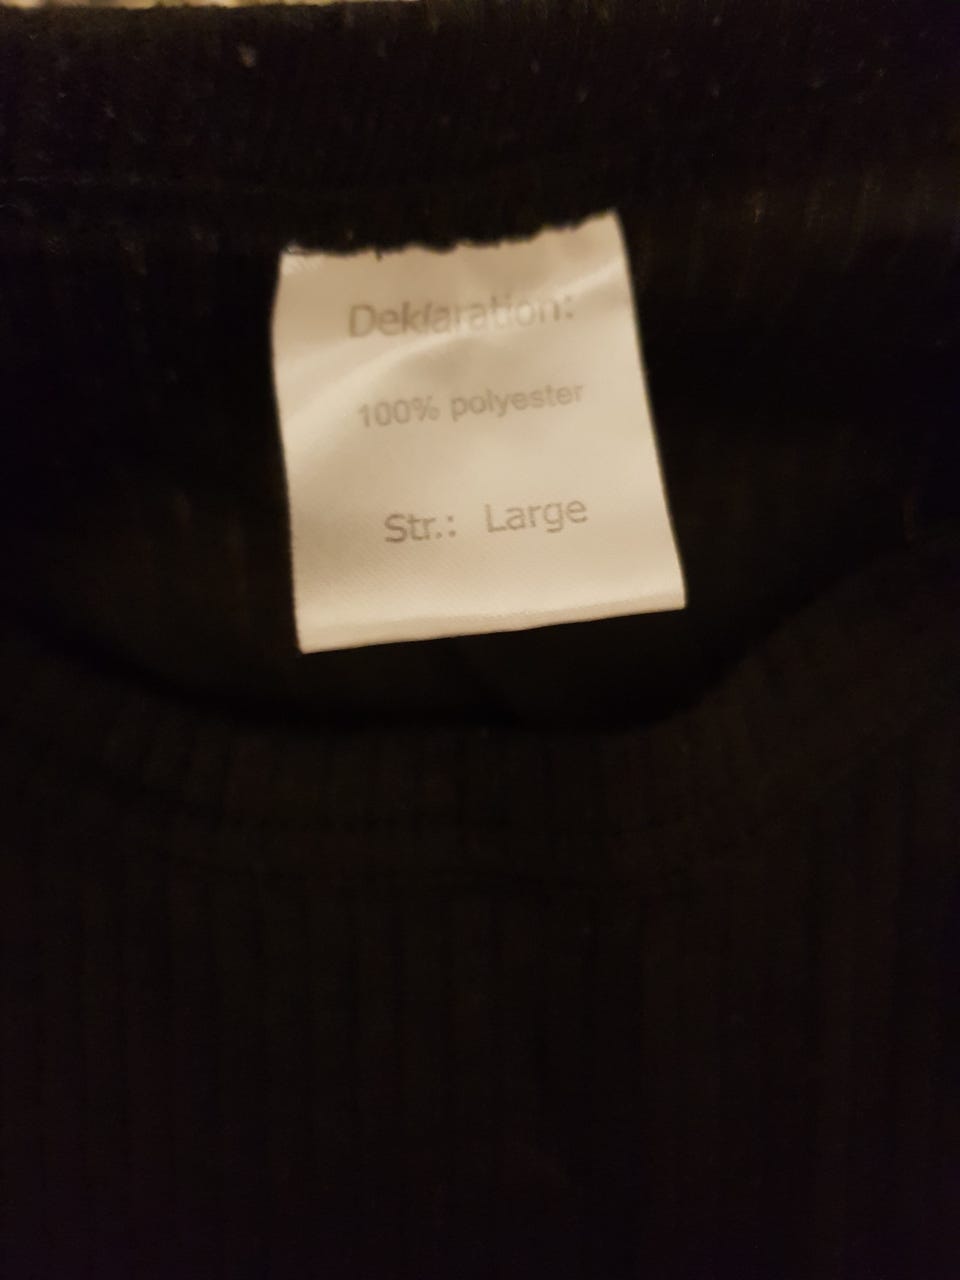 Deklaration:
100% polyester
Str.: Large